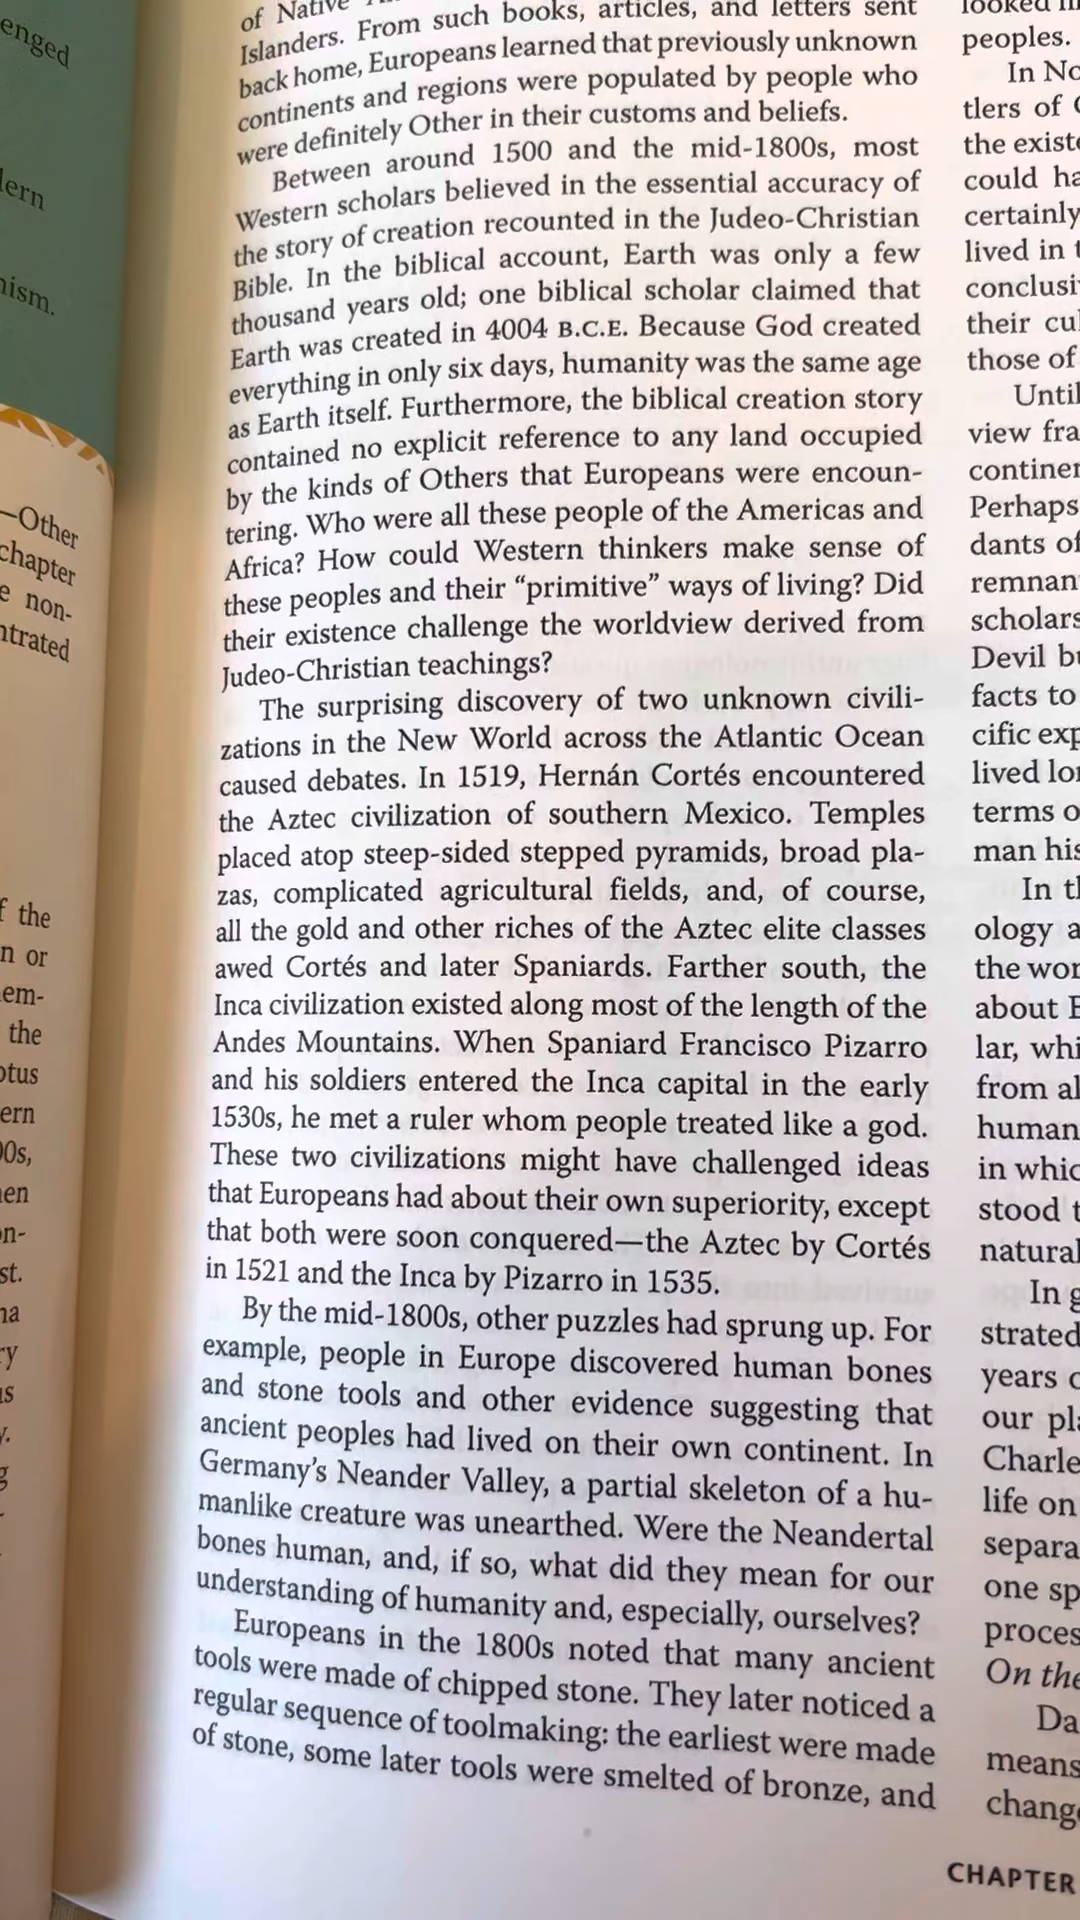 enged
dern
nism.
—Other
chapter
e non-
ntrated
f the
n or
em-
the
otus
ern
00s,
en
on-
st.
na
ry
us
y.
g
of Native
Islanders. From such books, articles, and letters sent
back home, Europeans learned that previously unknown
continents and regions were populated by people who
were definitely Other in their customs and beliefs.
Between around 1500 and the mid-1800s, most
Western scholars believed in the essential accuracy of
the story of creation recounted in the Judeo-Christian
Bible. In the biblical account, Earth was only a few
thousand years old; one biblical scholar claimed that
Earth was created in 4004 B.C.E. Because God created
everything in only six days, humanity was the same age
as Earth itself. Furthermore, the biblical creation story
contained no explicit reference to any land occupied
by the kinds of Others that Europeans were encoun-
tering. Who were all these people of the Americas and
Africa? How could Western thinkers make sense of
these peoples and their “primitive” ways of living? Did
their existence challenge the worldview derived from
Judeo-Christian teachings?
The surprising discovery of two unknown civili-
zations in the New World across the Atlantic Ocean
caused debates. In 1519, Hernán Cortés encountered
the Aztec civilization of southern Mexico. Temples
placed atop steep-sided stepped pyramids, broad pla-
zas, complicated agricultural fields, and, of course,
all the gold and other riches of the Aztec elite classes
awed Cortés and later Spaniards. Farther south, the
Inca civilization existed along most of the length of the
Andes Mountains. When Spaniard Francisco Pizarro
and his soldiers entered the Inca capital in the early
1530s, he met a ruler whom people treated like a god.
These two civilizations might have challenged ideas
that Europeans had about their own superiority, except
that both were soon conquered—the Aztec by Cortés
in 1521 and the Inca by Pizarro in 1535.
By the mid-1800s, other puzzles had sprung up. For
example, people in Europe discovered human bones
and stone tools and other evidence suggesting that
ancient peoples had lived on their own continent. In
Germany’s Neander Valley, a partial skeleton of a hu-
manlike creature was unearthed. Were the Neandertal
bones human, and, if so, what did they mean for our
understanding of humanity and, especially, ourselves?
Europeans in the 1800s noted that many ancient
tools were made of chipped stone. They later noticed a
regular sequence of toolmaking: the earliest were made
of stone, some later tools were smelted of bronze, and
looked
peoples.
In No
tlers of
the exist
could ha
certainly
lived in
conclusi
their cul
those of
Until
view fra
continen
Perhaps
dants of
remnan
scholars
Devil bu
facts to
cific exp
lived lo
terms o
man his
In th
ology a
the wor
about E
lar, whi
from al
human
in whic
stood t
natural
In g
strated
years o
our pla
Charle
life on
separa
one sp
proces
On the
Da
means
chang
CHAPTER